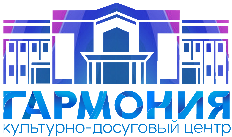 ГАРМОНИЯ
культурно-досуговый центр